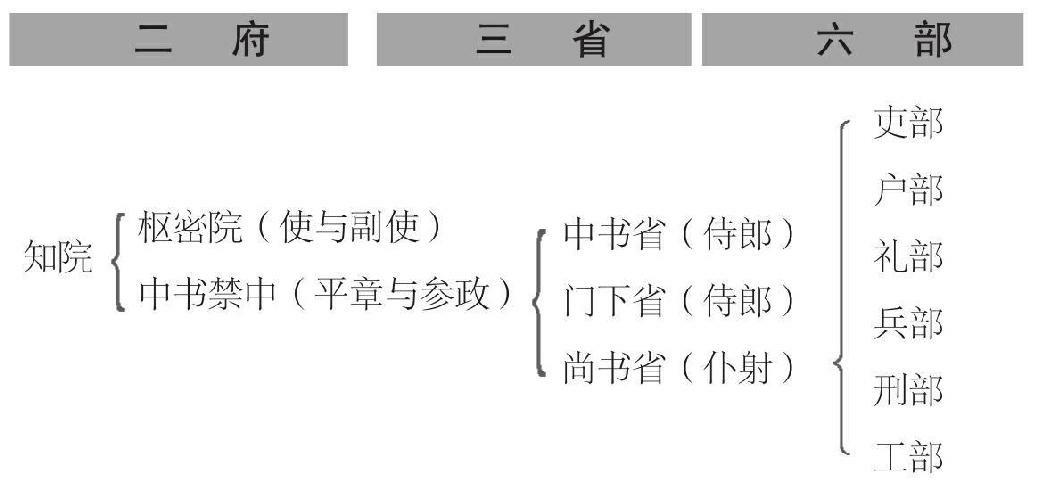 二府
三省
六部
知院
枢密院（使与副使）
中书禁中（平章与参政）
中书省（侍郎）
门下省（侍郎）
尚书省（仆射）
吏部
户部
礼部
兵部
刑部
工部